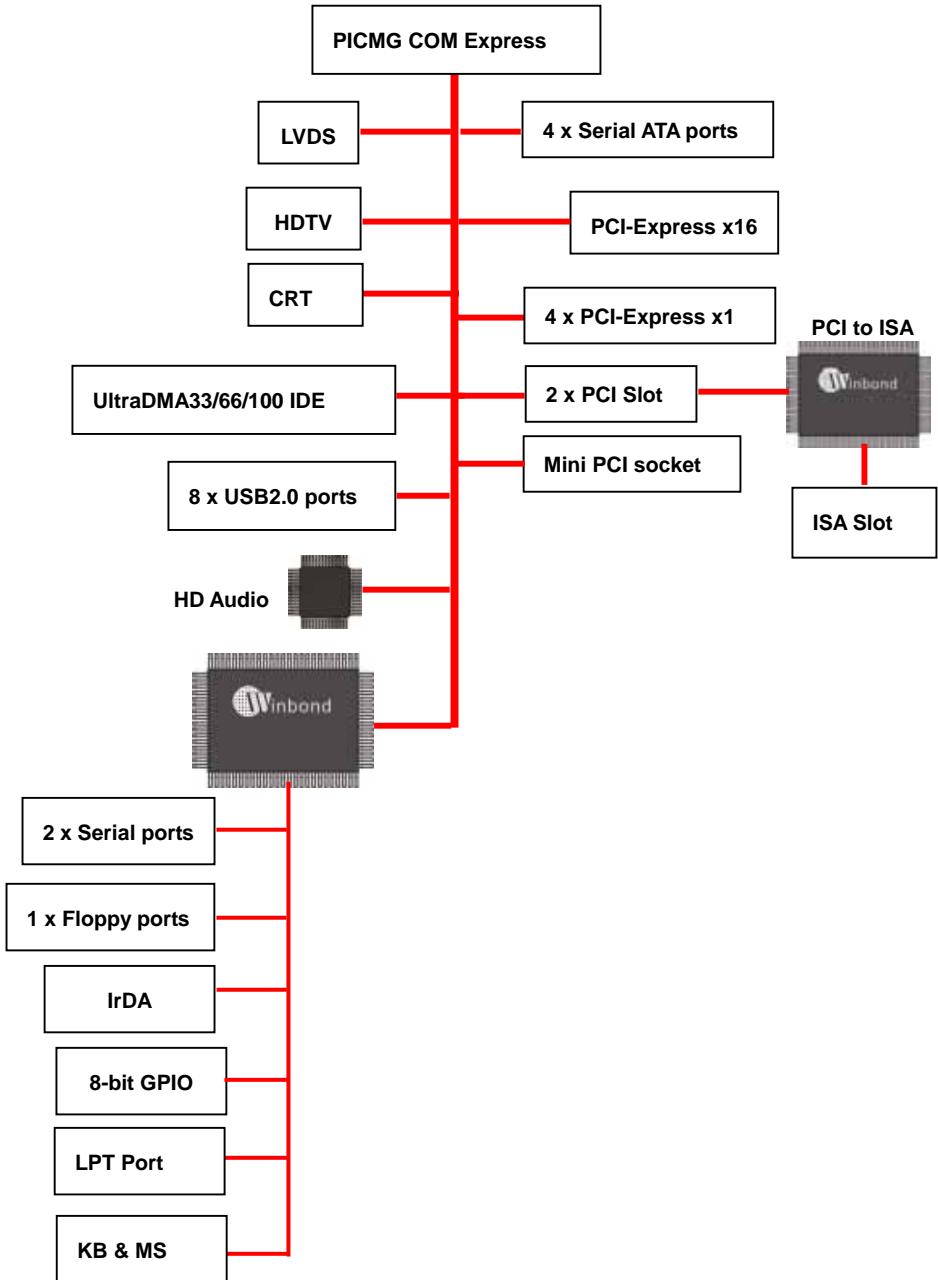 PICMG COM Express
LVDS
4 x Serial ATA ports
HDTV
PCI-Express x16
CRT
4 x PCI-Express x1
PCI to ISA
Winbond
UltraDMA33/66/100 IDE
2 x PCI Slot
Mini PCI socket
8 x USB2.0 ports
ISA Slot
HD Audio
Winbond
2 x Serial ports
1 x Floppy ports
IrDA
8-bit GPIO
LPT Port
KB & MS